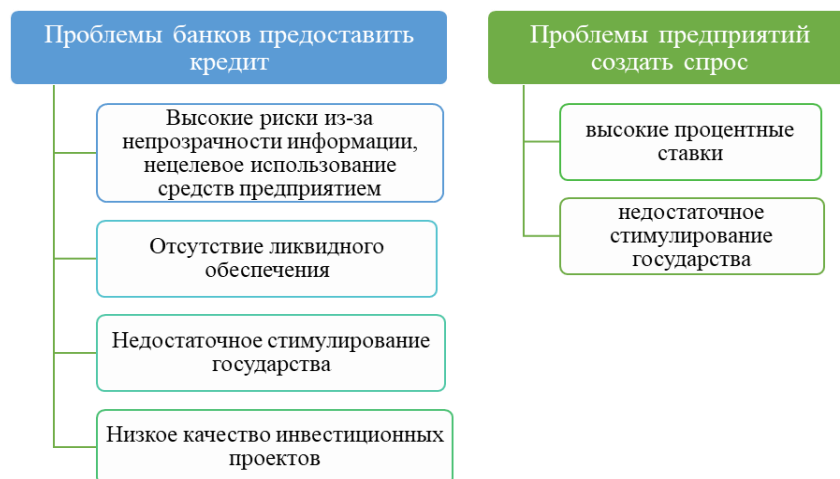 Проблемы банков предоставить
кредит
Высокие риски из-за
непрозрачности информации,
нецелевое использование
средств предприятием
Отсутствие ликвидного
обеспечения
Недостаточное стимулирование
государства
Низкое качество инвестиционных
проектов
Проблемы предприятий
создать спрос
высокие процентные
ставки
недостаточное
стимулирование
государства